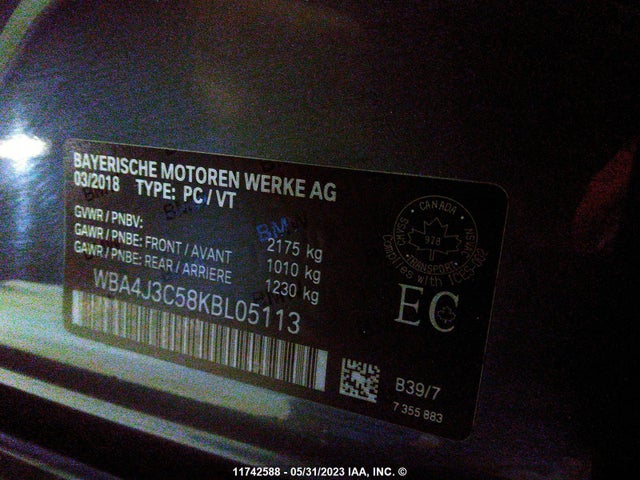 BAYERISCHE MOTOREN WERKE AG
03/2018 TYPE: PC / VT
GVWR / PNBV: 2175 kg
GAWR / PNBE: FRONT / AVANT 1010 kg
GAWR / PNBE: REAR / ARRIERE 1230 kg
WBA4J3C58KBL05113
CANADA
928
TRANSPORT
EC
B39/7
7 355 883
BMW
11742588 - 05/31/2023 IAA, INC. ©